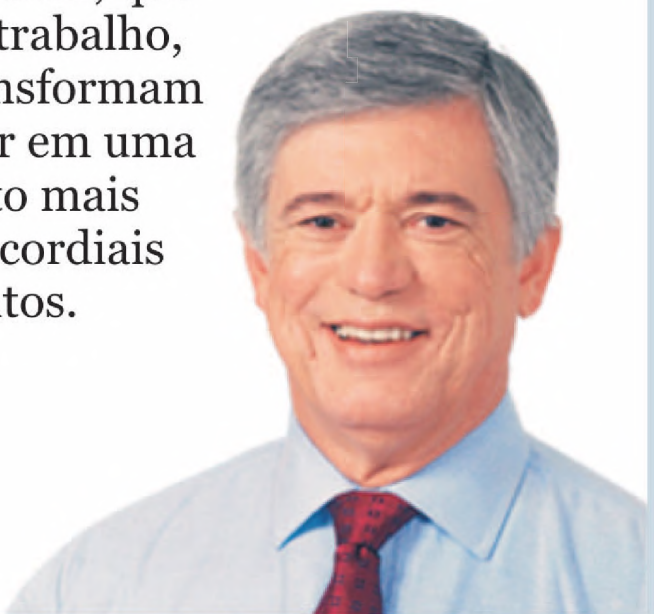 trabalho,
nsformam
r em uma
to mais
cordiais
tos.